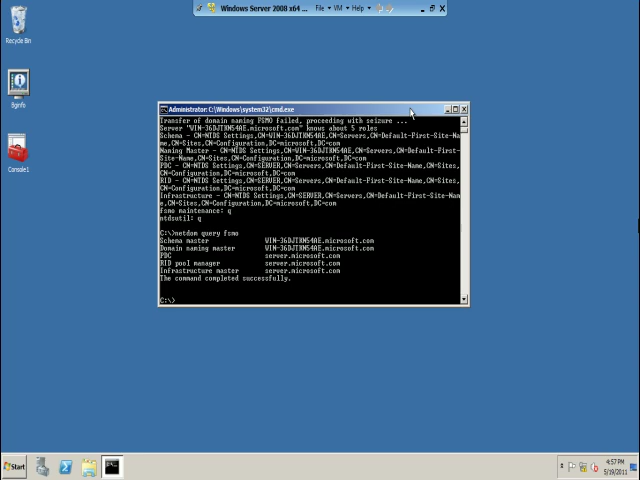 Windows Server 2008 x64 ...
File
VM
Help
Recycle Bin
BgInfo
Console1
Administrator: C:\Windows\system32\cmd.exe
Transfer of domain naming FSMO failed, proceeding with seizure ...
Server "WIN-36DJTKN54AE.microsoft.com" knows about 5 roles
Schema - CN=NTDS Settings,CN=WIN-36DJTKN54AE,CN=Servers,CN=Default-First-Site-Na
me,CN=Sites,CN=Configuration,DC=microsoft,DC=com
Naming Master - CN=NTDS Settings,CN=WIN-36DJTKN54AE,CN=Servers,CN=Default-First-
Site-Name,CN=Sites,CN=Configuration,DC=microsoft,DC=com
PDC - CN=NTDS Settings,CN=SERVER,CN=Servers,CN=Default-First-Site-Name,CN=Sites,
CN=Configuration,DC=microsoft,DC=com
RID - CN=NTDS Settings,CN=SERVER,CN=Servers,CN=Default-First-Site-Name,CN=Sites,
CN=Configuration,DC=microsoft,DC=com
Infrastructure - CN=NTDS Settings,CN=SERVER,CN=Servers,CN=Default-First-Site-Nam
e,CN=Sites,CN=Configuration,DC=microsoft,DC=com
fsmo maintenance: q
ntdsutil: q
C:\>netdom query fsmo
Schema master WIN-36DJTKN54AE.microsoft.com
Domain naming master WIN-36DJTKN54AE.microsoft.com
PDC server.microsoft.com
RID pool manager server.microsoft.com
Infrastructure master server.microsoft.com
The command completed successfully.
C:\>
Start
4:57 PM
5/19/2011